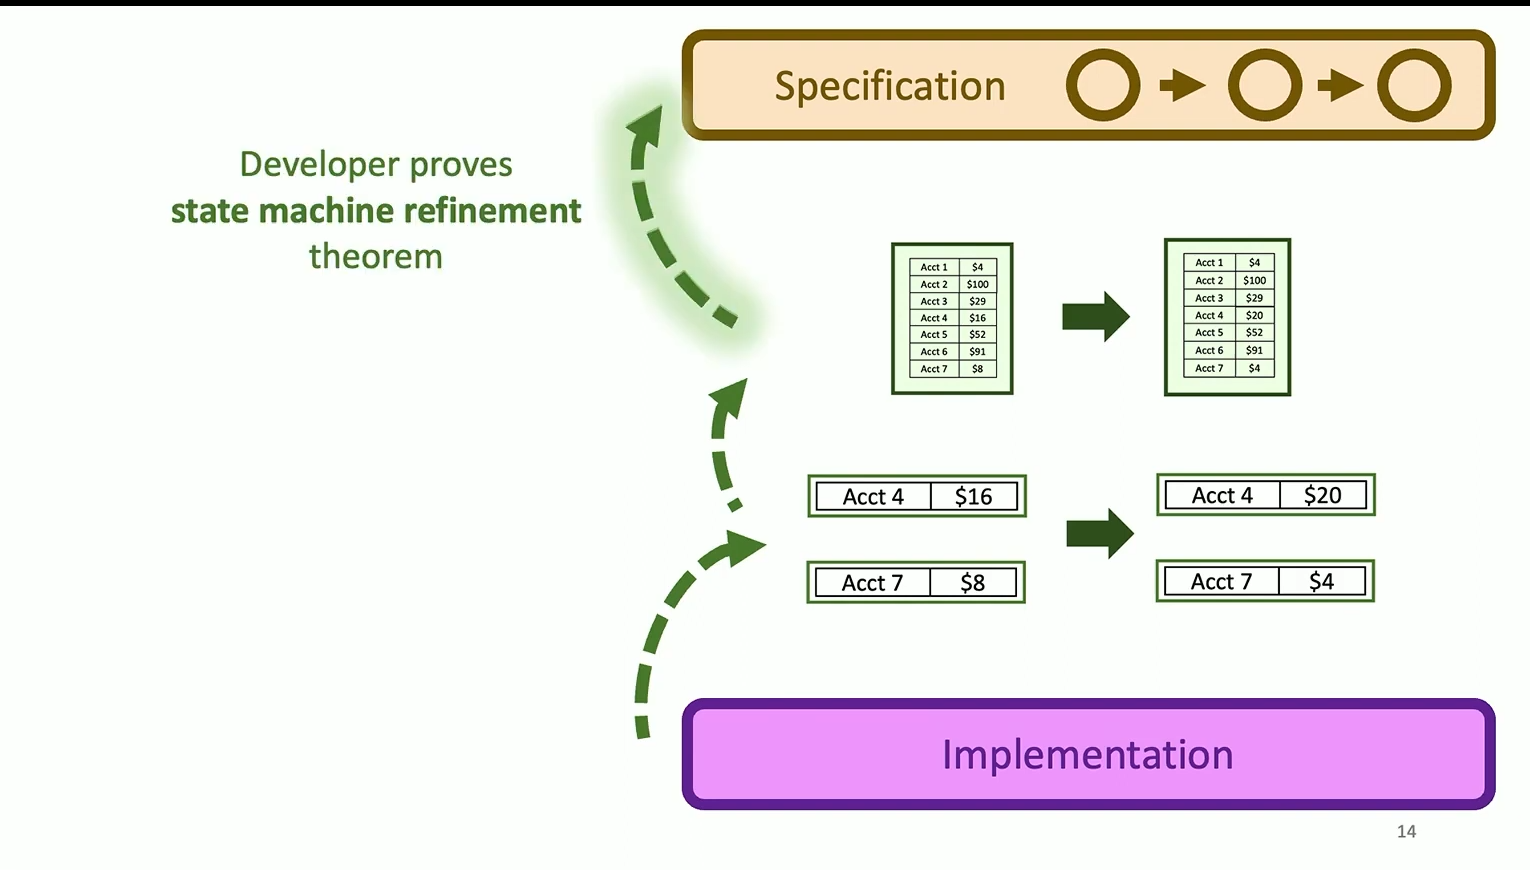 Specification
Developer proves
state machine refinement
theorem
Acct 1 $4
Acct 2 $100
Acct 3 $29
Acct 4 $16
Acct 5 $52
Acct 6 $91
Acct 7 $8
Acct 1 $4
Acct 2 $100
Acct 3 $29
Acct 4 $20
Acct 5 $52
Acct 6 $91
Acct 7 $4
Acct 4 $16
Acct 4 $20
Acct 7 $8
Acct 7 $4
Implementation
14